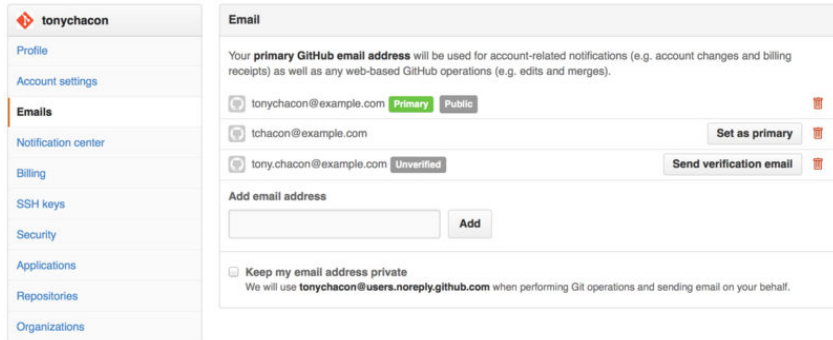 tonychacon
Profile
Account settings
Emails
Notification center
Billing
SSH keys
Security
Applications
Repositories
Organizations
Email
Your primary GitHub email address will be used for account-related notifications (e.g. account changes and billing
receipts) as well as any web-based GitHub operations (e.g. edits and merges).
tonychacon@example.com Primary Public
tchacon@example.com Set as primary
tony.chacon@example.com Unverified Send verification email
Add email address
Add
Keep my email address private
We will use tonychacon@users.noreply.github.com when performing Git operations and sending email on your behalf.